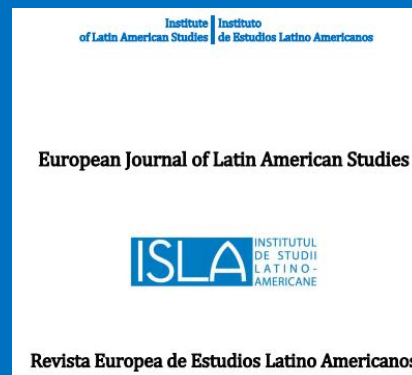 Institute Instituto
of Latin American Studies de Estudios Latino Americanos
European Journal of Latin American Studies
ISLA
INSTITUTUL
DE STUDII
LATINO-
AMERICANE
Revista Europea de Estudios Latino Americanos